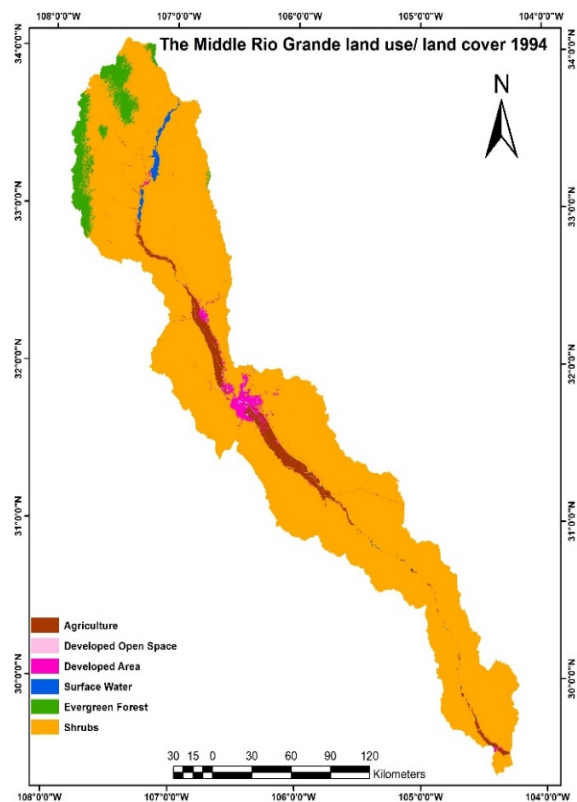 108°0'0"W 107°0'0"W 106°0'0"W 105°0'0"W 104°0'0"W
The Middle Rio Grande land use/ land cover 1994
N
34°0'0"N 34°0'0"N
33°0'0"N 33°0'0"N
32°0'0"N 32°0'0"N
31°0'0"N 31°0'0"N
30°0'0"N 30°0'0"N
Agriculture
Developed Open Space
Developed Area
Surface Water
Evergreen Forest
Shrubs
30 15 0 30 60 90 120
Kilometers
108°0'0"W 107°0'0"W 106°0'0"W 105°0'0"W 104°0'0"W